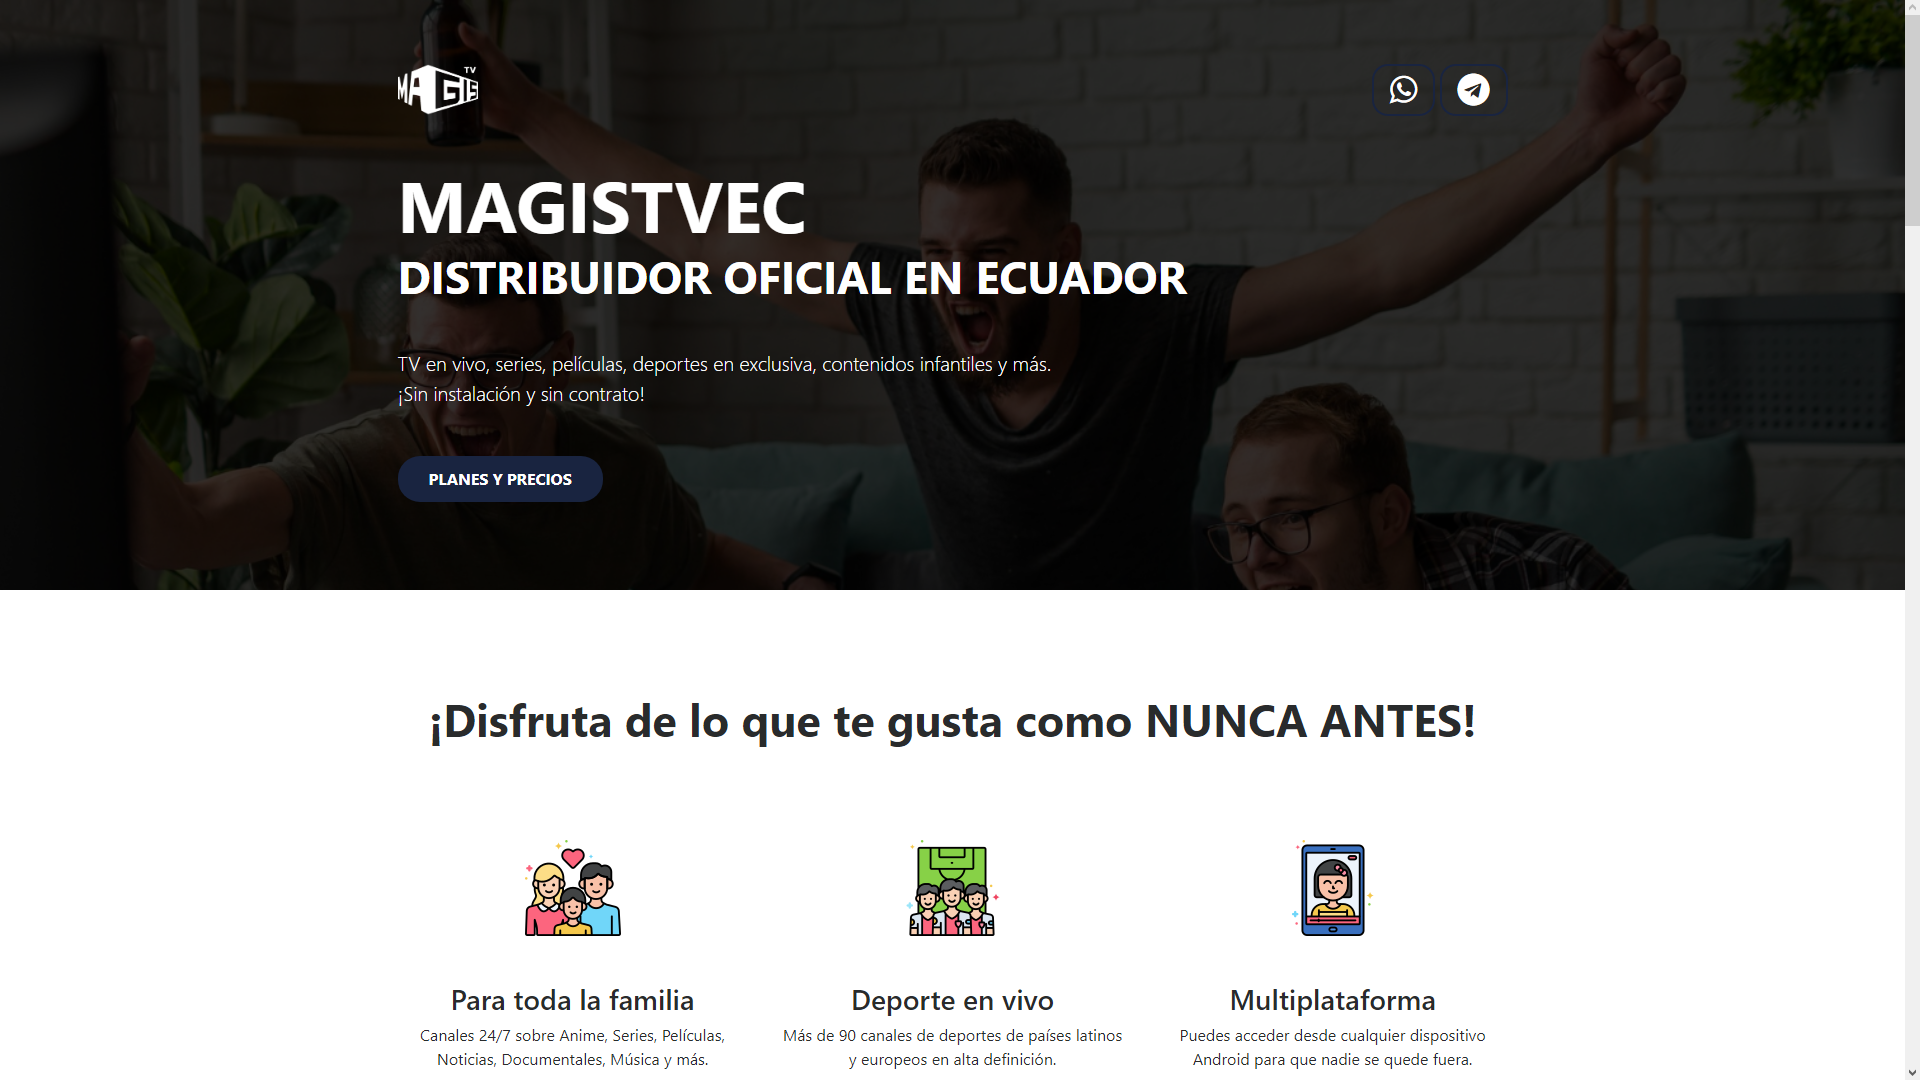 MAGIS TV
MAGISTVEC
DISTRIBUIDOR OFICIAL EN ECUADOR
TV en vivo, series, películas, deportes en exclusiva, contenidos infantiles y más.
¡Sin instalación y sin contrato!
PLANES Y PRECIOS
¡Disfruta de lo que te gusta como NUNCA ANTES!
Para toda la familia
Canales 24/7 sobre Anime, Series, Películas,
Noticias, Documentales, Música y más.
Deporte en vivo
Más de 90 canales de deportes de países latinos
y europeos en alta definición.
Multiplataforma
Puedes acceder desde cualquier dispositivo
Android para que nadie se quede fuera.